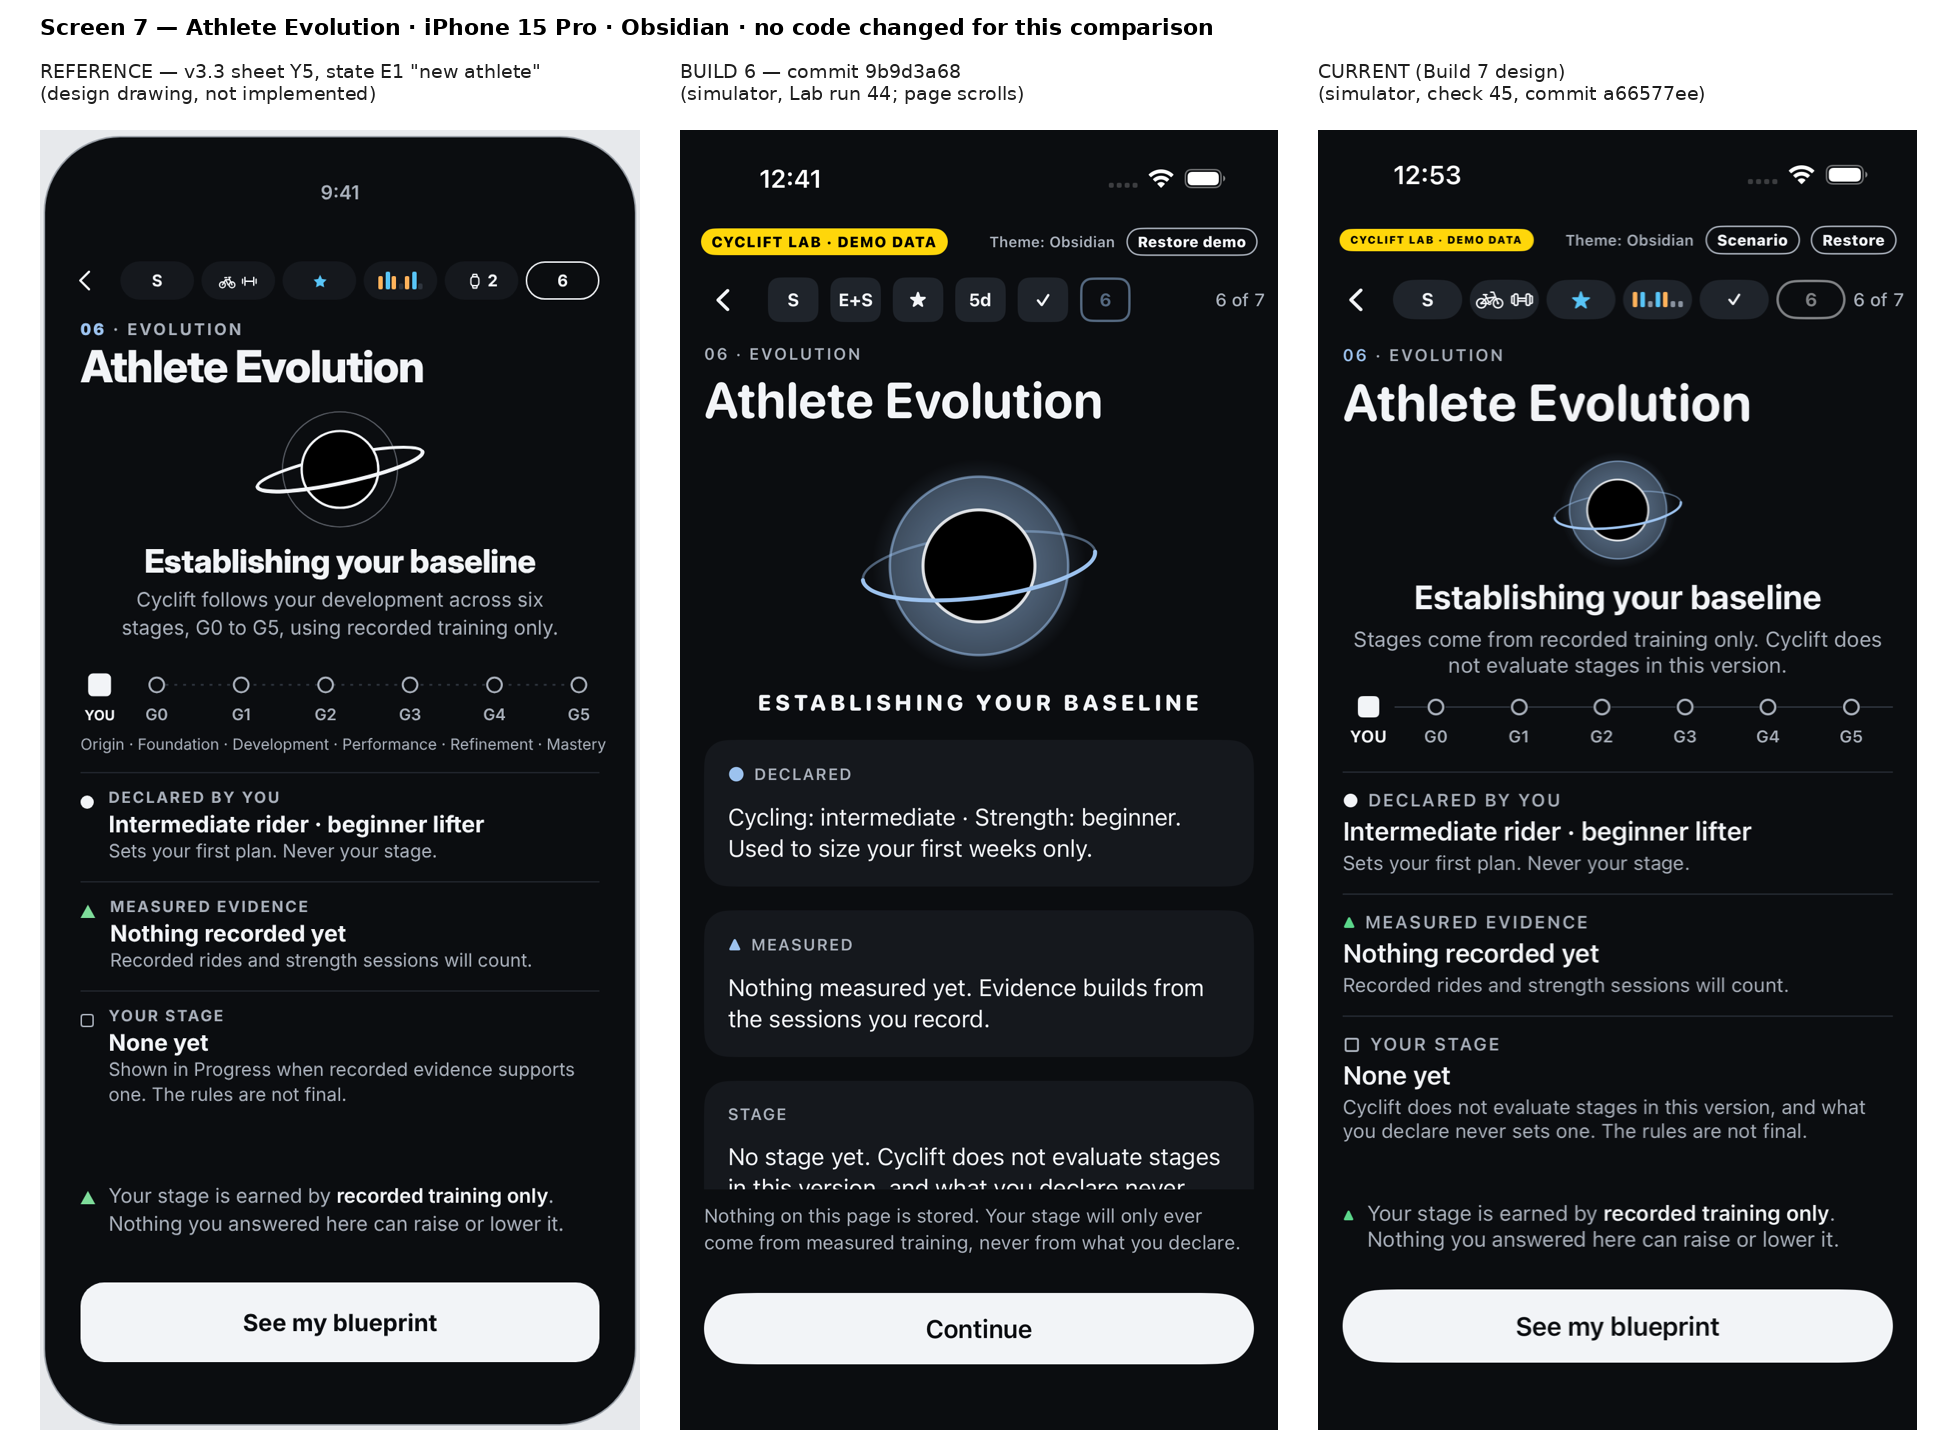 Screen 7 — Athlete Evolution · iPhone 15 Pro · Obsidian · no code changed for this comparison
REFERENCE — v3.3 sheet Y5, state E1 "new athlete"
(design drawing, not implemented)
9:41
S
2
6
06 · EVOLUTION
Athlete Evolution
Establishing your baseline
Cyclift follows your development across six
stages, G0 to G5, using recorded training only.
YOU G0 G1 G2 G3 G4 G5
Origin · Foundation · Development · Performance · Refinement · Mastery
DECLARED BY YOU
Intermediate rider · beginner lifter
Sets your first plan. Never your stage.
MEASURED EVIDENCE
Nothing recorded yet
Recorded rides and strength sessions will count.
YOUR STAGE
None yet
Shown in Progress when recorded evidence supports
one. The rules are not final.
Your stage is earned by recorded training only.
Nothing you answered here can raise or lower it.
See my blueprint
BUILD 6 — commit 9b9d3a68
(simulator, Lab run 44; page scrolls)
12:41
CYCLIFT LAB · DEMO DATA
Theme: Obsidian
Restore demo
S
E+S
5d
6
6 of 7
06 · EVOLUTION
Athlete Evolution
ESTABLISHING YOUR BASELINE
DECLARED
Cycling: intermediate · Strength: beginner.
Used to size your first weeks only.
MEASURED
Nothing measured yet. Evidence builds from
the sessions you record.
STAGE
No stage yet. Cyclift does not evaluate stages
in this version, and what you declare never
Nothing on this page is stored. Your stage will only ever
come from measured training, never from what you declare.
Continue
CURRENT (Build 7 design)
(simulator, check 45, commit a66577ee)
12:53
CYCLIFT LAB · DEMO DATA
Theme: Obsidian
Scenario
Restore
S
6
6 of 7
06 · EVOLUTION
Athlete Evolution
Establishing your baseline
Stages come from recorded training only. Cyclift does
not evaluate stages in this version.
YOU G0 G1 G2 G3 G4 G5
DECLARED BY YOU
Intermediate rider · beginner lifter
Sets your first plan. Never your stage.
MEASURED EVIDENCE
Nothing recorded yet
Recorded rides and strength sessions will count.
YOUR STAGE
None yet
Cyclift does not evaluate stages in this version, and what
you declare never sets one. The rules are not final.
Your stage is earned by recorded training only.
Nothing you answered here can raise or lower it.
See my blueprint